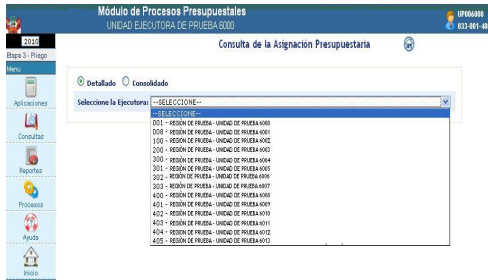 Módulo de Procesos Presupuestales
UNIDAD EJECUTORA DE PRUEBA 6000
UP006000
2010
Etapa 3 - Pliego
Menu
Aplicaciones
Consultas
Reportes
Procesos
Ayuda
Inicio
Consulta de la Asignación Presupuestaria
Detallado Consolidado
Seleccione la Ejecutora: --SELECCIONE--
--SELECCIONE--
001 - REGIÓN DE PRUEBA - UNIDAD DE PRUEBA 6000
008 - REGIÓN DE PRUEBA - UNIDAD DE PRUEBA 6001
100 - REGIÓN DE PRUEBA - UNIDAD DE PRUEBA 6002
200 - REGIÓN DE PRUEBA - UNIDAD DE PRUEBA 6003
300 - REGIÓN DE PRUEBA - UNIDAD DE PRUEBA 6004
301 - REGIÓN DE PRUEBA - UNIDAD DE PRUEBA 6005
302 - REGIÓN DE PRUEBA - UNIDAD DE PRUEBA 6006
303 - REGIÓN DE PRUEBA - UNIDAD DE PRUEBA 6007
400 - REGIÓN DE PRUEBA - UNIDAD DE PRUEBA 6008
401 - REGIÓN DE PRUEBA - UNIDAD DE PRUEBA 6009
402 - REGIÓN DE PRUEBA - UNIDAD DE PRUEBA 6010
403 - REGIÓN DE PRUEBA - UNIDAD DE PRUEBA 6011
404 - REGIÓN DE PRUEBA - UNIDAD DE PRUEBA 6012
405 - REGIÓN DE PRUEBA - UNIDAD DE PRUEBA 6013